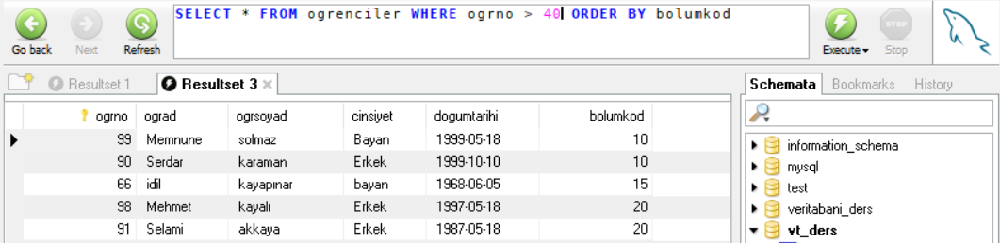 SELECT * FROM ogrenciler WHERE ogrno > 40 ORDER BY bolumkod
Go back Next Refresh Execute STOP Stop
Resultset 1 Resultset 3 Schemata Bookmarks History
ogrno ograd ogrsoyad cinsiyet dogumtarihi bolumkod
99 Memnune solmaz Bayan 1999-05-18 10
90 Serdar karaman Erkek 1999-10-10 10
66 idil kayapınar bayan 1968-06-05 15
98 Mehmet kayalı Erkek 1997-05-18 20
91 Selami akkaya Erkek 1987-05-18 20
information_schema
mysql
test
veritabani_ders
vt_ders